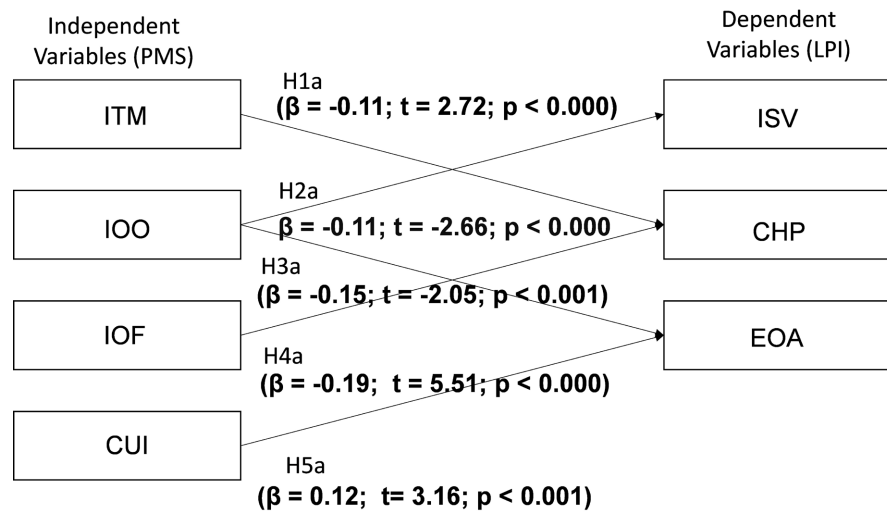 Independent
Variables (PMS)
Dependent
Variables (LPI)
H1a
(β = -0.11; t = 2.72; p < 0.000)
ITM
ISV
H2a
β = -0.11; t = -2.66; p < 0.000
IOO
CHP
H3a
(β = -0.15; t = -2.05; p < 0.001)
IOF
EOA
H4a
(β = -0.19; t = 5.51; p < 0.000)
CUI
H5a
(β = 0.12; t= 3.16; p < 0.001)